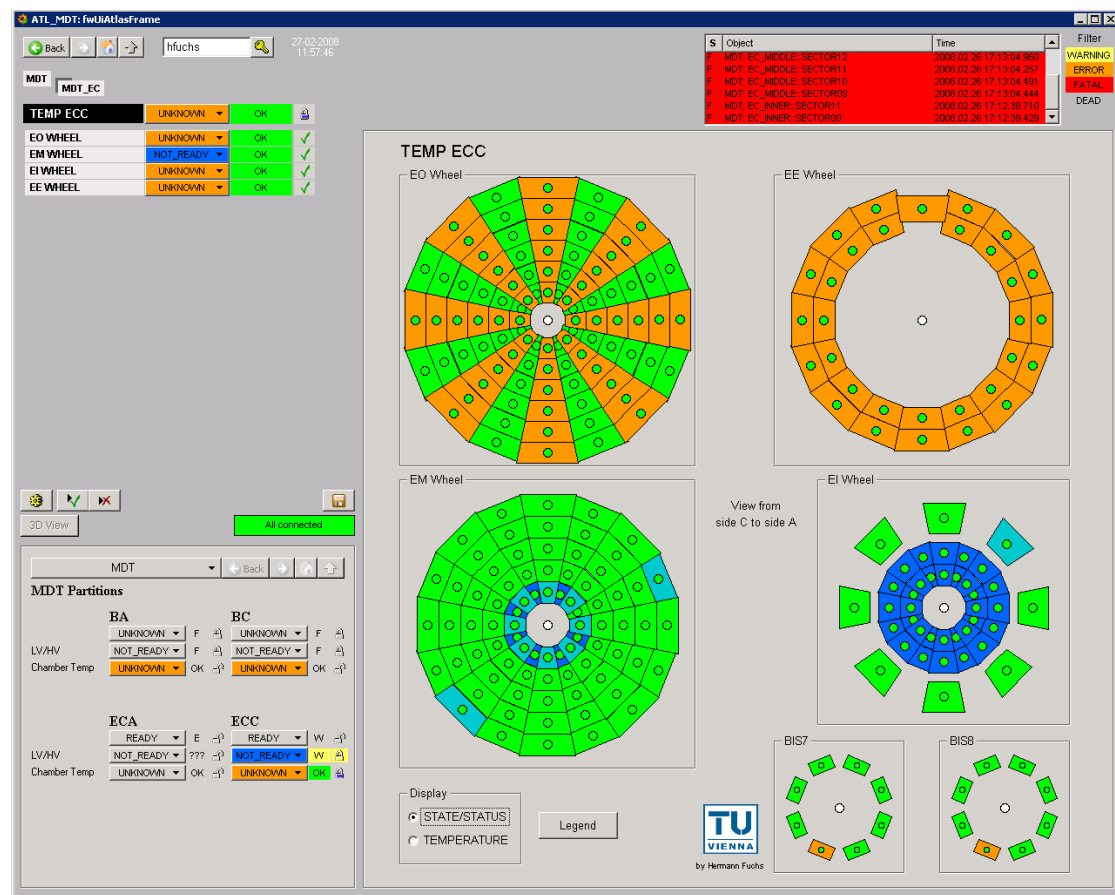 ATL_MDT: fwUiAtlasFrame
Back hfuchs 27-02-2008
11:57:46
S Object Time
F MDT: EC_MIDDLE: SECTOR12 2008.02.26 17:13:04.960
F MDT: EC_MIDDLE: SECTOR11 2008.02.26 17:13:04.257
F MDT: EC_MIDDLE: SECTOR10 2008.02.26 17:13:04.491
F MDT: EC_MIDDLE: SECTOR09 2008.02.26 17:13:04.444
F MDT: EC_INNER: SECTOR11 2008.02.26 17:12:39.710
F MDT: EC_INNER: SECTOR09 2008.02.26 17:12:39.429
Filter
WARNING
ERROR
FATAL
DEAD
MDT
MDT_EC
TEMP ECC UNKNOWN OK
EO WHEEL UNKNOWN OK
EM WHEEL NOT_READY OK
EI WHEEL UNKNOWN OK
EE WHEEL UNKNOWN OK
3D View All connected
MDT Back
MDT Partitions
BA BC
UNKNOWN F UNKNOWN F
LV/HV NOT_READY F NOT_READY F
Chamber Temp UNKNOWN OK UNKNOWN OK
ECA ECC
READY E READY W
LV/HV NOT_READY ??? NOT_READY W
Chamber Temp UNKNOWN OK UNKNOWN OK
TEMP ECC
EO Wheel
EE Wheel
EM Wheel
View from
side C to side A
EI Wheel
BIS7
BIS8
Display
STATE/STATUS
TEMPERATURE
Legend
TU
VIENNA
by Hermann Fuchs